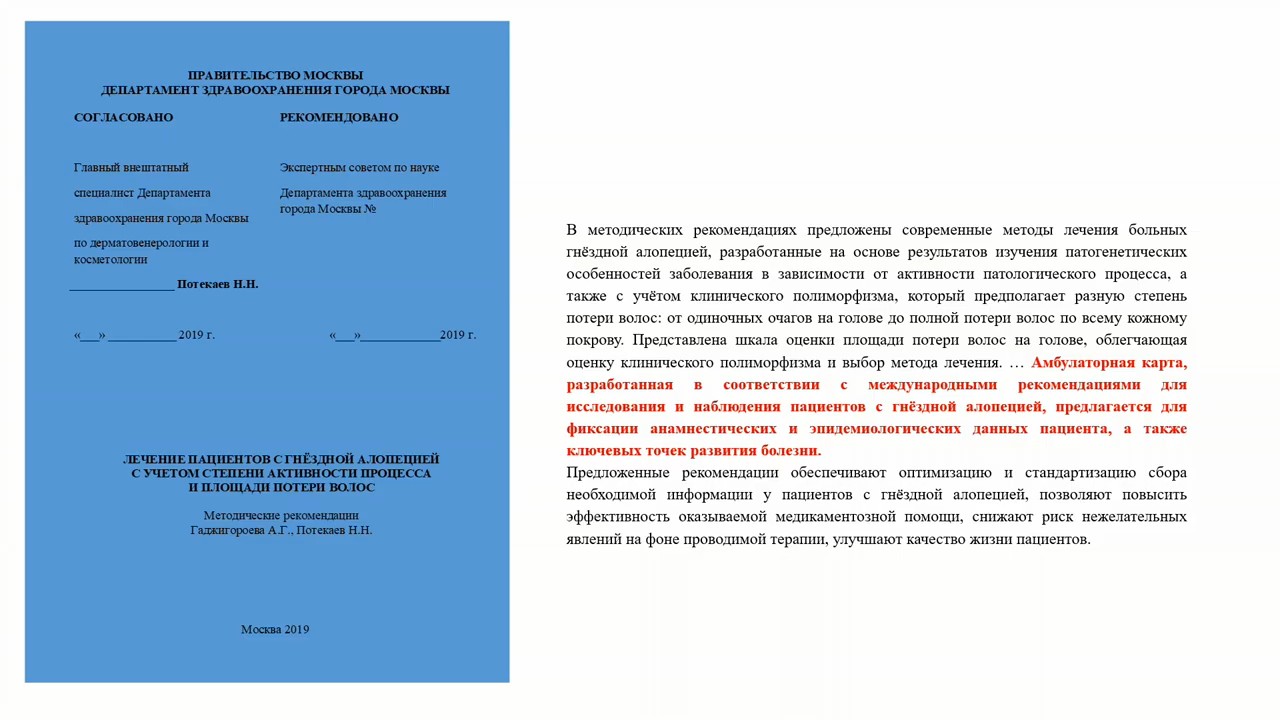 ПРАВИТЕЛЬСТВО МОСКВЫ
ДЕПАРТАМЕНТ ЗДРАВООХРАНЕНИЯ ГОРОДА МОСКВЫ
СОГЛАСОВАНО
Главный внештатный
специалист Департамента
здравоохранения города Москвы
по дерматовенерологии и
косметологии
_________________ Потекаев Н.Н.
«___» ___________ 2019 г.
РЕКОМЕНДОВАНО
Экспертным советом по науке
Департамента здравоохранения
города Москвы №
«___»_____________2019 г.
ЛЕЧЕНИЕ ПАЦИЕНТОВ С ГНЁЗДНОЙ АЛОПЕЦИЕЙ
С УЧЕТОМ СТЕПЕНИ АКТИВНОСТИ ПРОЦЕССА
И ПЛОЩАДИ ПОТЕРИ ВОЛОС
Методические рекомендации
Гаджигороева А.Г., Потекаев Н.Н.
Москва 2019
В методических рекомендациях предложены современные методы лечения больных
гнёздной алопецией, разработанные на основе результатов изучения патогенетических
особенностей заболевания в зависимости от активности патологического процесса, а
также с учётом клинического полиморфизма, который предполагает разную степень
потери волос: от одиночных очагов на голове до полной потери волос по всему кожному
покрову. Представлена шкала оценки площади потери волос на голове, облегчающая
оценку клинического полиморфизма и выбор метода лечения. … Амбулаторная карта,
разработанная в соответствии с международными рекомендациями для
исследования и наблюдения пациентов с гнёздной алопецией, предлагается для
фиксации анамнестических и эпидемиологических данных пациента, а также
ключевых точек развития болезни.
Предложенные рекомендации обеспечивают оптимизацию и стандартизацию сбора
необходимой информации у пациентов с гнёздной алопецией, позволяют повысить
эффективность оказываемой медикаментозной помощи, снижают риск нежелательных
явлений на фоне проводимой терапии, улучшают качество жизни пациентов.